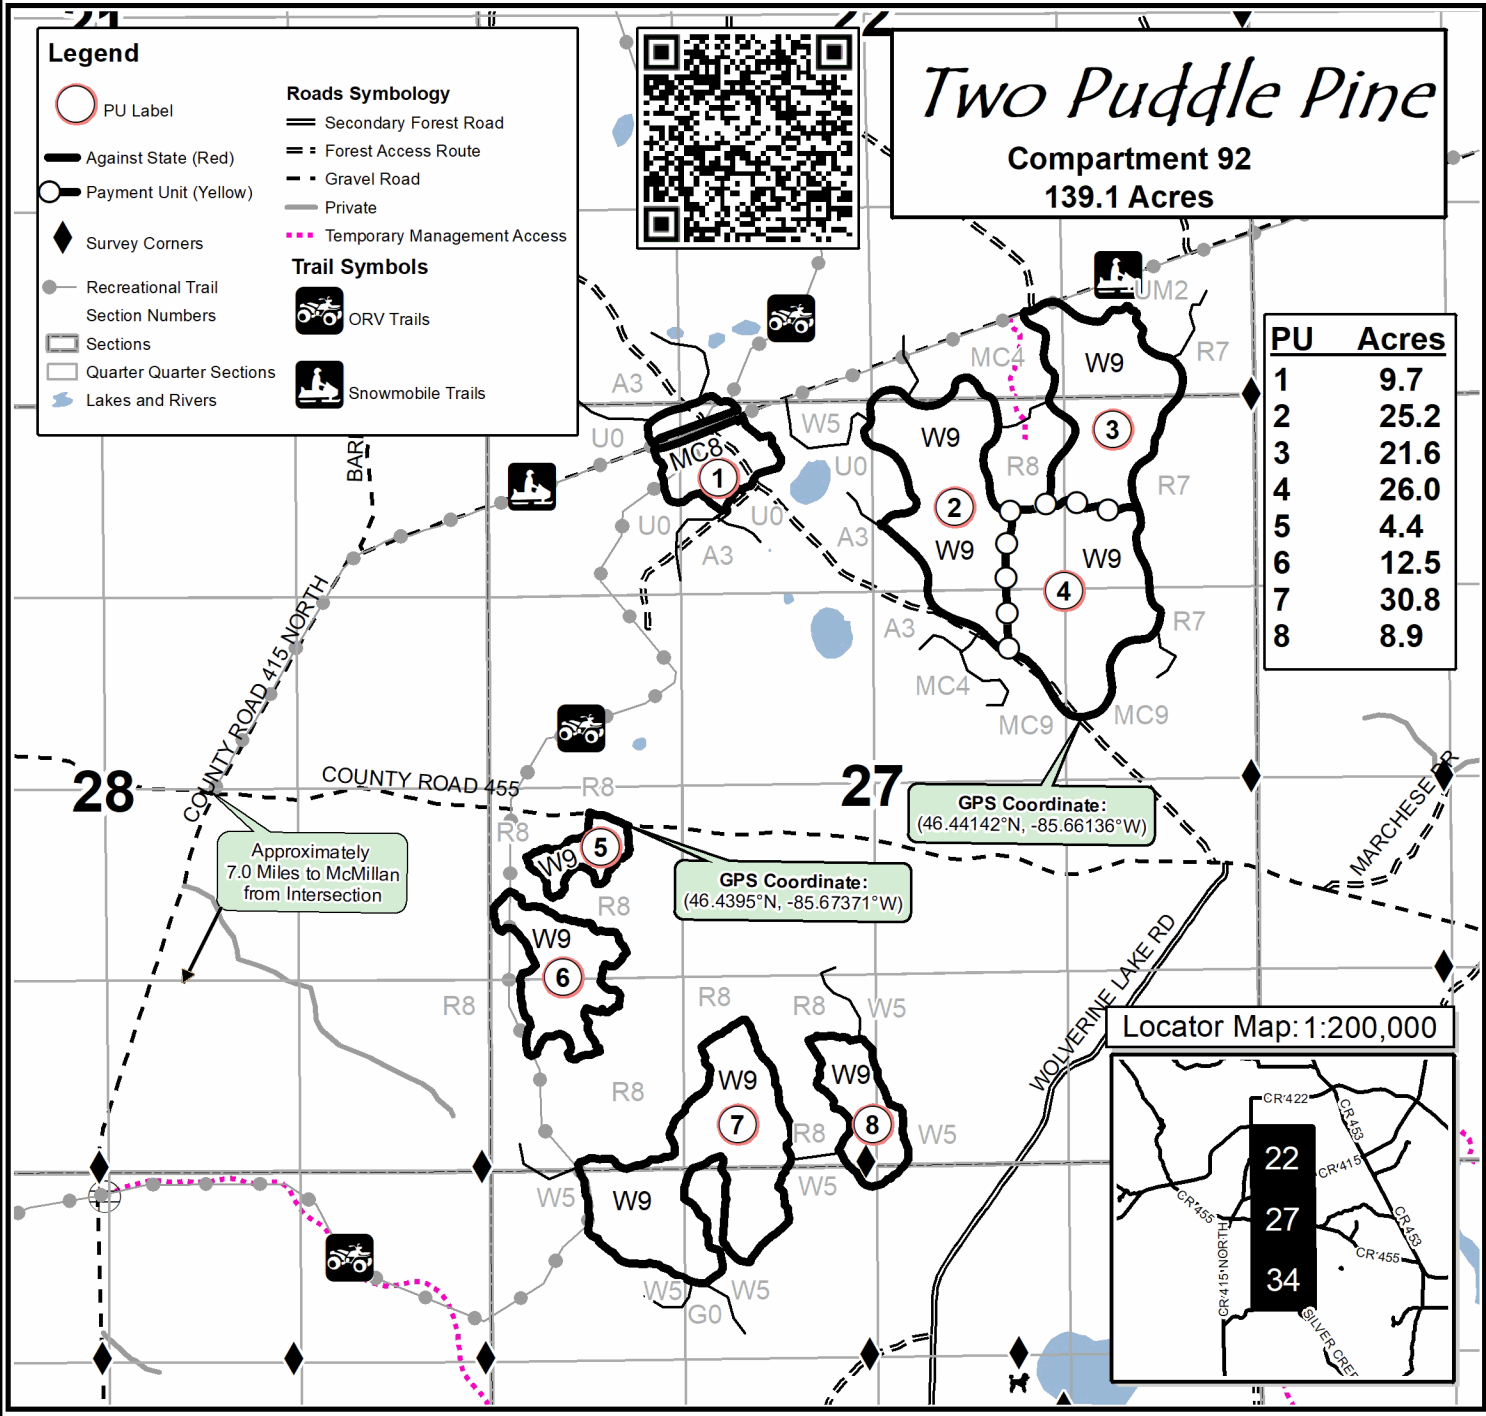 21
22
Legend
PU Label
Against State (Red)
Payment Unit (Yellow)
Survey Corners
Recreational Trail
Section Numbers
Sections
Quarter Quarter Sections
Lakes and Rivers
Roads Symbology
Secondary Forest Road
Forest Access Route
Gravel Road
Private
Temporary Management Access
Trail Symbols
ORV Trails
Snowmobile Trails
Two Puddle Pine
Compartment 92
139.1 Acres
PU Acres
1 9.7
2 25.2
3 21.6
4 26.0
5 4.4
6 12.5
7 30.8
8 8.9
UM2
MC4
W9
R7
A3
W5
W9
3
U0
MC8
1
U0
R8
R7
2
U0
U0
A3
A3
W9
W9
4
A3
R7
MC4
MC9
MC9
BARI
COUNTY ROAD 415 NORTH
28
COUNTY ROAD 455
R8
27
GPS Coordinate:
(46.44142°N, -85.66136°W)
MARCHESE DR
R8
W9
5
Approximately
7.0 Miles to McMillan
from Intersection
GPS Coordinate:
(46.4395°N, -85.67371°W)
R8
W9
6
R8
R8
R8
W5
WOLVERINE LAKE RD
R8
W9
7
W9
8
R8
W5
W5
W9
W5
W5
W5
G0
Locator Map: 1:200,000
CR 422
CR 453
22
CR 415
CR 455
27
CR 453
CR 455
CR 415 NORTH
34
SILVER CREE